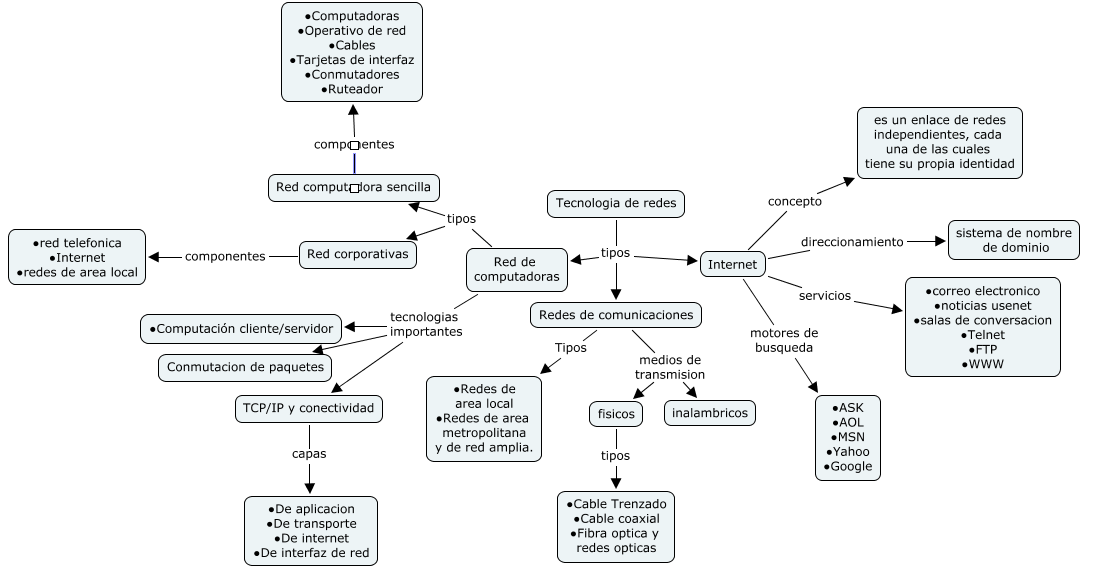 ●Computadoras
●Operativo de red
●Cables
●Tarjetas de interfaz
●Conmutadores
●Ruteador
componentes
Red computadora sencilla
tipos
Red corporativas
componentes
●red telefonica
●Internet
●redes de area local
Red de
computadoras
tecnologias
importantes
●Computación cliente/servidor
Conmutacion de paquetes
TCP/IP y conectividad
capas
●De aplicacion
●De transporte
●De internet
●De interfaz de red
Tecnologia de redes
tipos
Redes de comunicaciones
Tipos
●Redes de
area local
●Redes de area
metropolitana
y de red amplia.
medios de
transmision
fisicos
inalambricos
tipos
●Cable Trenzado
●Cable coaxial
●Fibra optica y
redes opticas
Internet
concepto
es un enlace de redes
independientes, cada
una de las cuales
tiene su propia identidad
direccionamiento
sistema de nombre
de dominio
servicios
●correo electronico
●noticias usenet
●salas de conversacion
●Telnet
●FTP
●WWW
motores de
busqueda
●ASK
●AOL
●MSN
●Yahoo
●Google